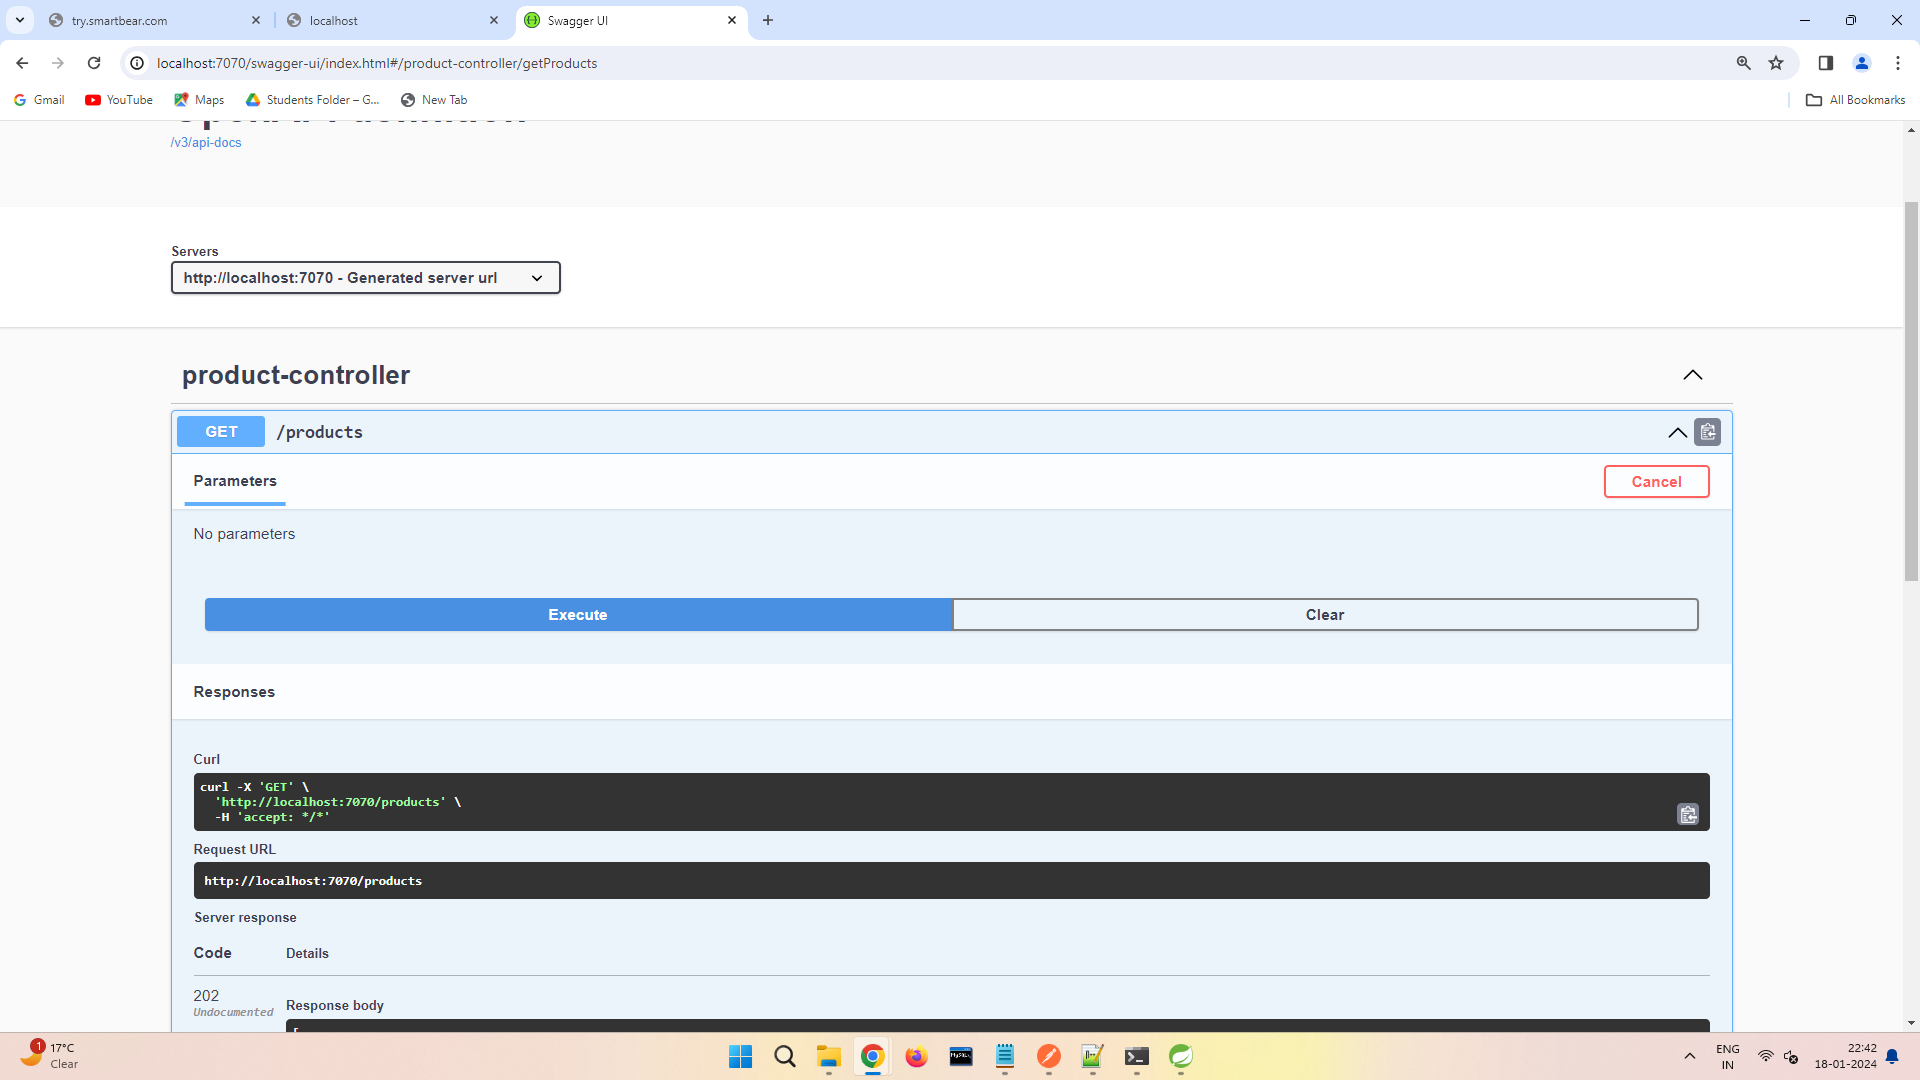 try.smartbear.com
localhost
Swagger UI
localhost:7070/swagger-ui/index.html#/product-controller/getProducts
Gmail
YouTube
Maps
Students Folder – G...
New Tab
All Bookmarks
/v3/api-docs
Servers
http://localhost:7070 - Generated server url
product-controller
GET /products
Parameters
Cancel
No parameters
Execute
Clear
Responses
Curl
curl -X 'GET' \
'http://localhost:7070/products' \
-H 'accept: */*'
Request URL
http://localhost:7070/products
Server response
Code Details
202
Undocumented
Response body
1
17°C
Clear
MySQL
ENG
IN
22:42
18-01-2024